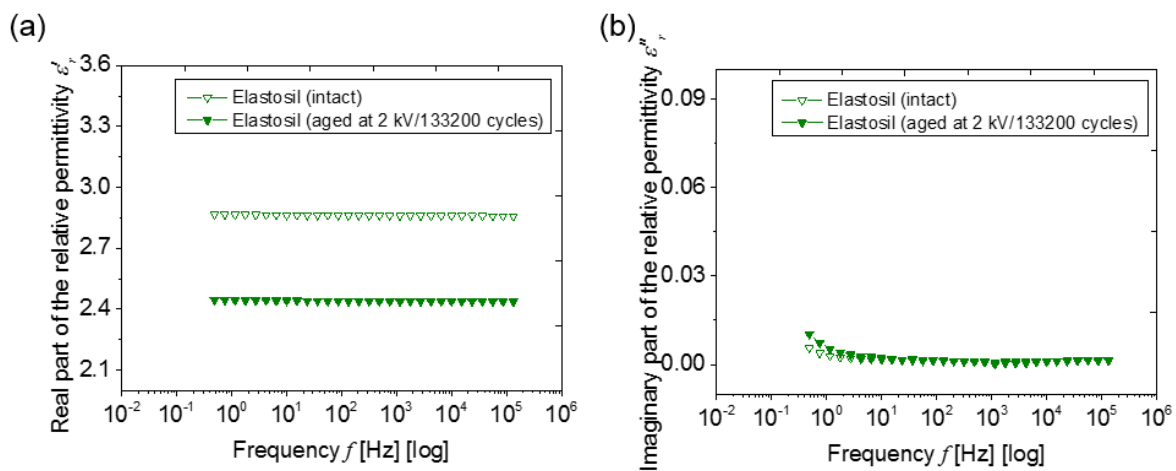 (a)
Real part of the relative permittivity ε'r
3.6
3.3
3.0
2.7
2.4
2.1
Elastosil (intact)
Elastosil (aged at 2 kV/133200 cycles)
10⁻² 10⁻¹ 10⁰ 10¹ 10² 10³ 10⁴ 10⁵ 10⁶
Frequency f [Hz] [log]
(b)
Imaginary part of the relative permittivity ε''r
0.09
0.06
0.03
0.00
Elastosil (intact)
Elastosil (aged at 2 kV/133200 cycles)
10⁻² 10⁻¹ 10⁰ 10¹ 10² 10³ 10⁴ 10⁵ 10⁶
Frequency f [Hz] [log]